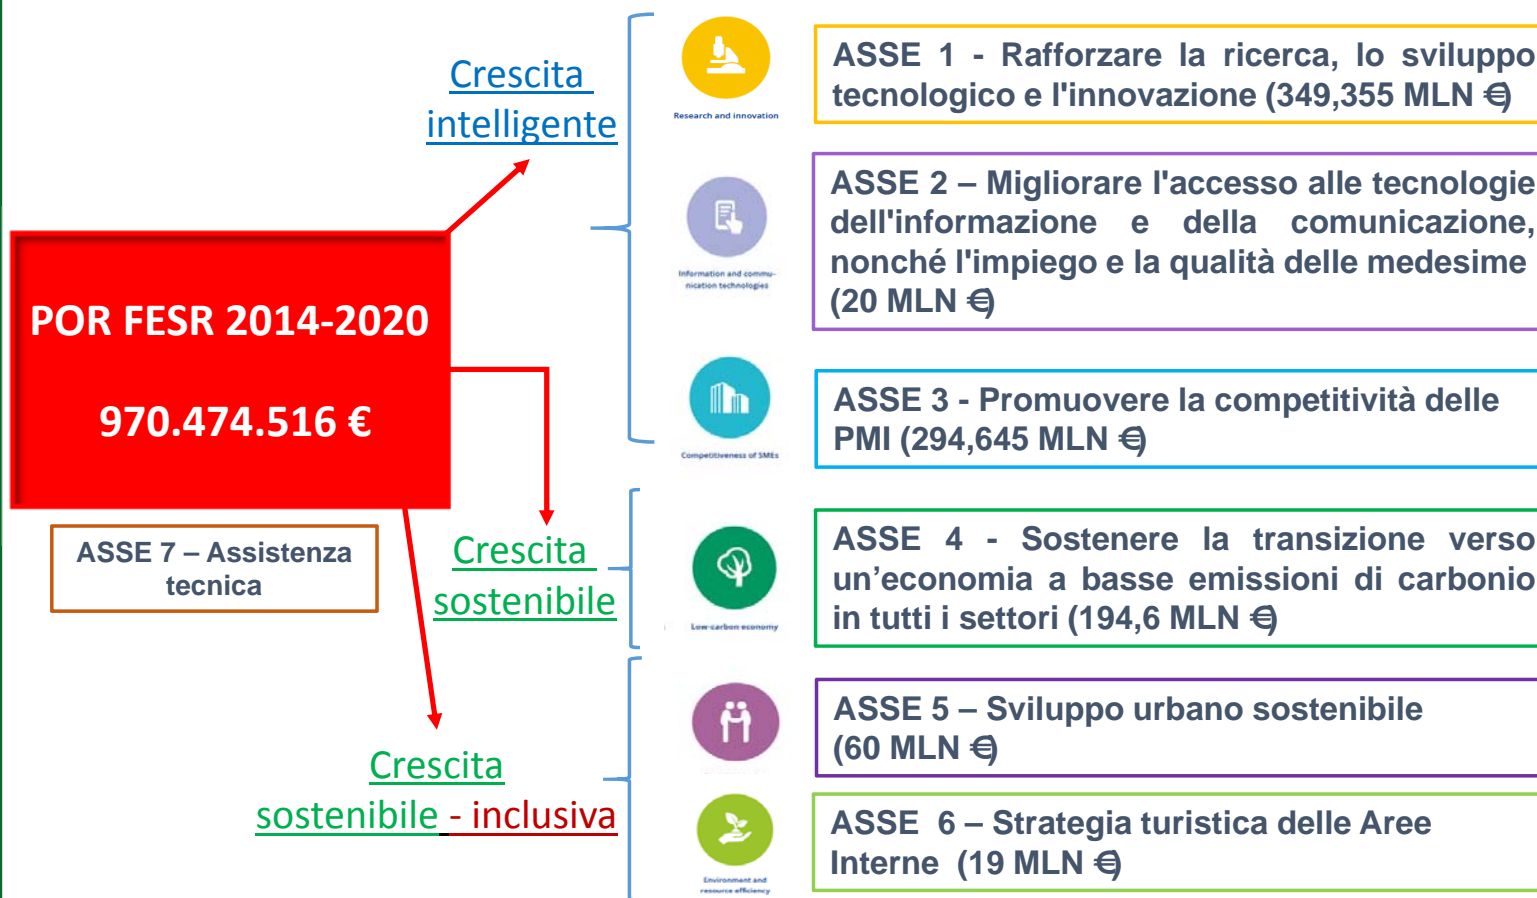 Crescita
intelligente
POR FESR 2014-2020
970.474.516 €
ASSE 7 – Assistenza
tecnica
Crescita
sostenibile
Crescita
sostenibile - inclusiva
Research and innovation
ASSE 1 - Rafforzare la ricerca, lo sviluppo
tecnologico e l'innovazione (349,355 MLN €)
Information and commu-
nication technologies
ASSE 2 – Migliorare l'accesso alle tecnologie
dell'informazione e della comunicazione,
nonché l'impiego e la qualità delle medesime
(20 MLN €)
Competitiveness of SMEs
ASSE 3 - Promuovere la competitività delle
PMI (294,645 MLN €)
Low-carbon economy
ASSE 4 - Sostenere la transizione verso
un’economia a basse emissioni di carbonio
in tutti i settori (194,6 MLN €)
ASSE 5 – Sviluppo urbano sostenibile
(60 MLN €)
Environment and
resource efficiency
ASSE 6 – Strategia turistica delle Aree
Interne (19 MLN €)